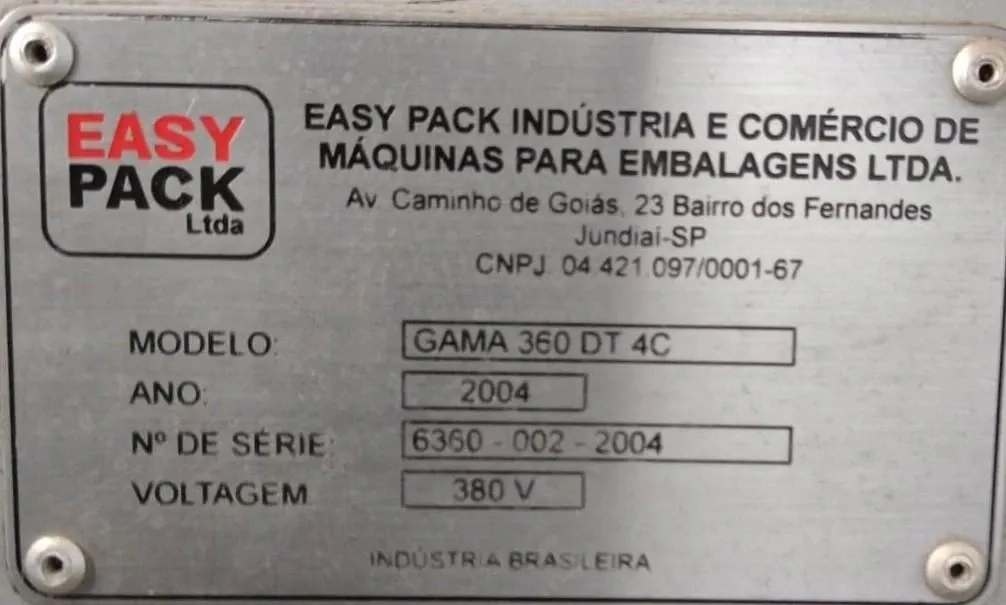 EASY
PACK
Ltda
EASY PACK INDÚSTRIA E COMÉRCIO DE
MÁQUINAS PARA EMBALAGENS LTDA.
Av. Caminho de Goiás, 23 Bairro dos Fernandes
Jundiaí-SP
CNPJ. 04.421.097/0001-67
MODELO: GAMA 360 DT 4C
ANO: 2004
Nº DE SÉRIE: 6360 - 002 - 2004
VOLTAGEM 380 V
INDÚSTRIA BRASILEIRA